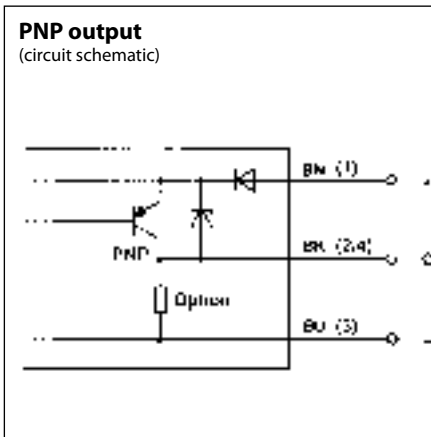 PNP output
(circuit schematic)
BN (1)
PNP
BK (2,4)
Option
BU (3)